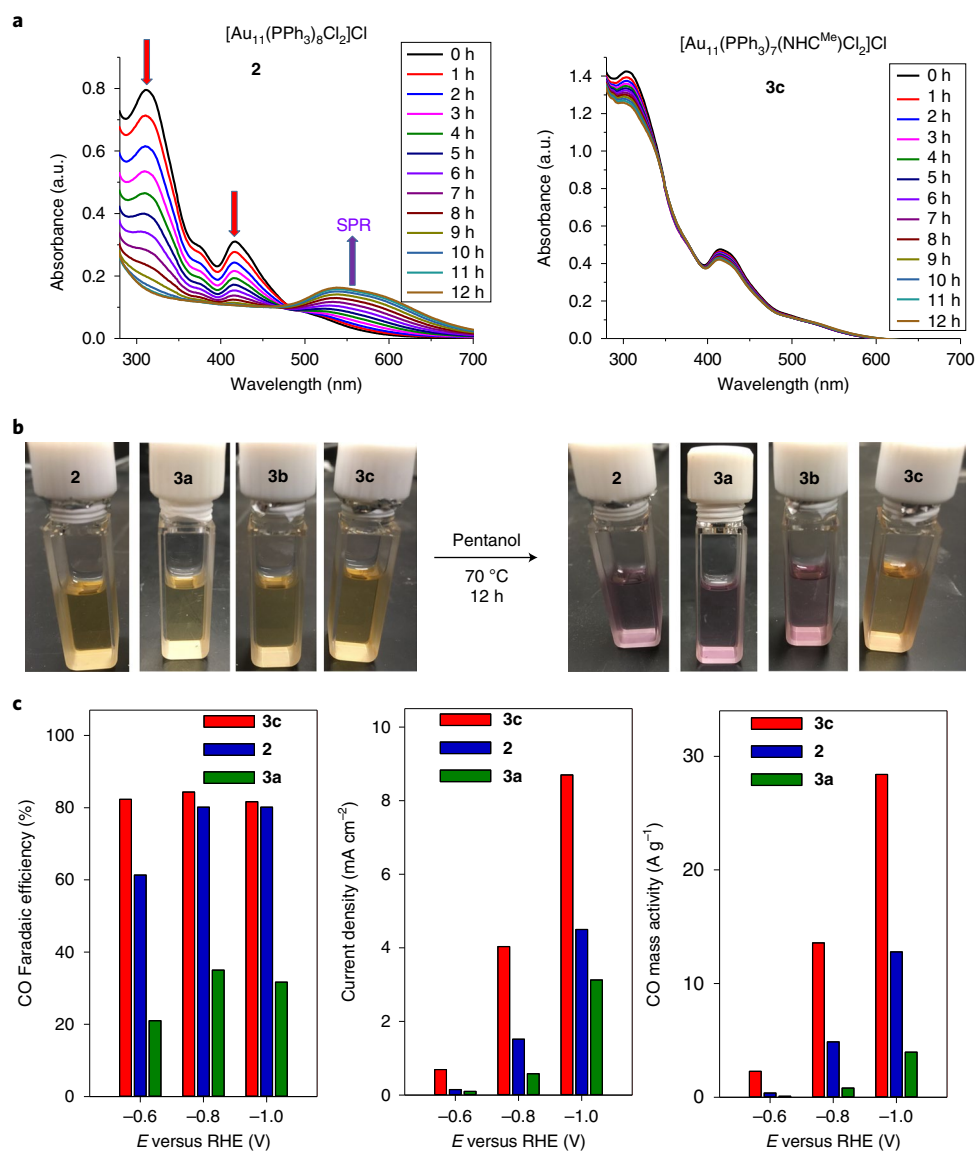 a
[Au11(PPh3)8Cl2]Cl
2
Absorbance (a.u.)
0.8
0.6
0.4
0.2
0.0
300 400 500 600 700
Wavelength (nm)
SPR
0 h
1 h
2 h
3 h
4 h
5 h
6 h
7 h
8 h
9 h
10 h
11 h
12 h
[Au11(PPh3)7(NHCMe)Cl2]Cl
3c
Absorbance (a.u.)
1.4
1.2
1.0
0.8
0.6
0.4
0.2
0.0
300 400 500 600 700
Wavelength (nm)
0 h
1 h
2 h
3 h
4 h
5 h
6 h
7 h
8 h
9 h
10 h
11 h
12 h
b
2 3a 3b 3c
Pentanol
70 °C
12 h
2 3a 3b 3c
c
CO Faradaic efficiency (%)
100
80
60
40
20
0
3c
2
3a
–0.6 –0.8 –1.0
E versus RHE (V)
Current density (mA cm–2)
10
8
6
4
2
0
3c
2
3a
–0.6 –0.8 –1.0
E versus RHE (V)
CO mass activity (A g–1)
30
20
10
0
3c
2
3a
–0.6 –0.8 –1.0
E versus RHE (V)